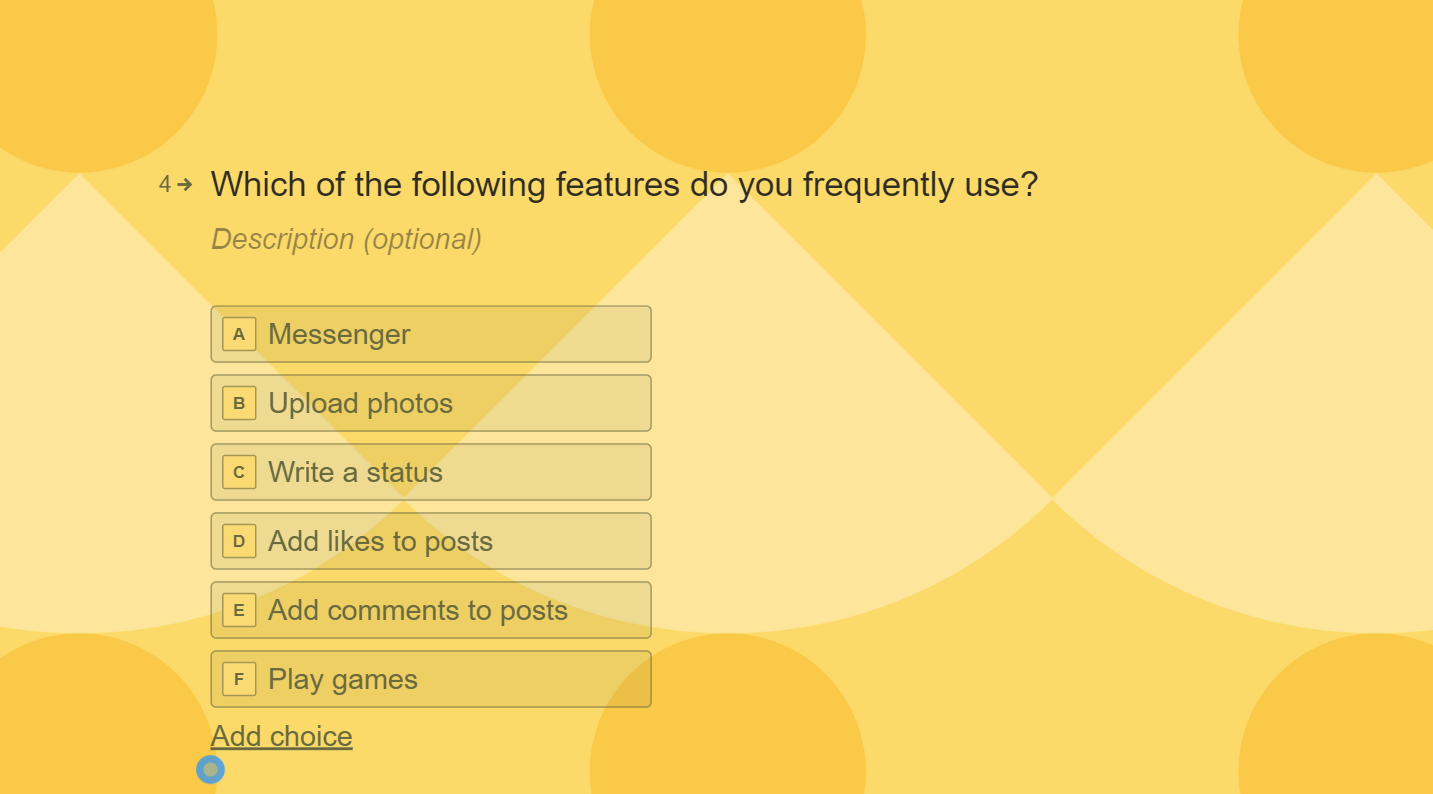 4 → Which of the following features do you frequently use?
Description (optional)
A Messenger
B Upload photos
C Write a status
D Add likes to posts
E Add comments to posts
F Play games
Add choice